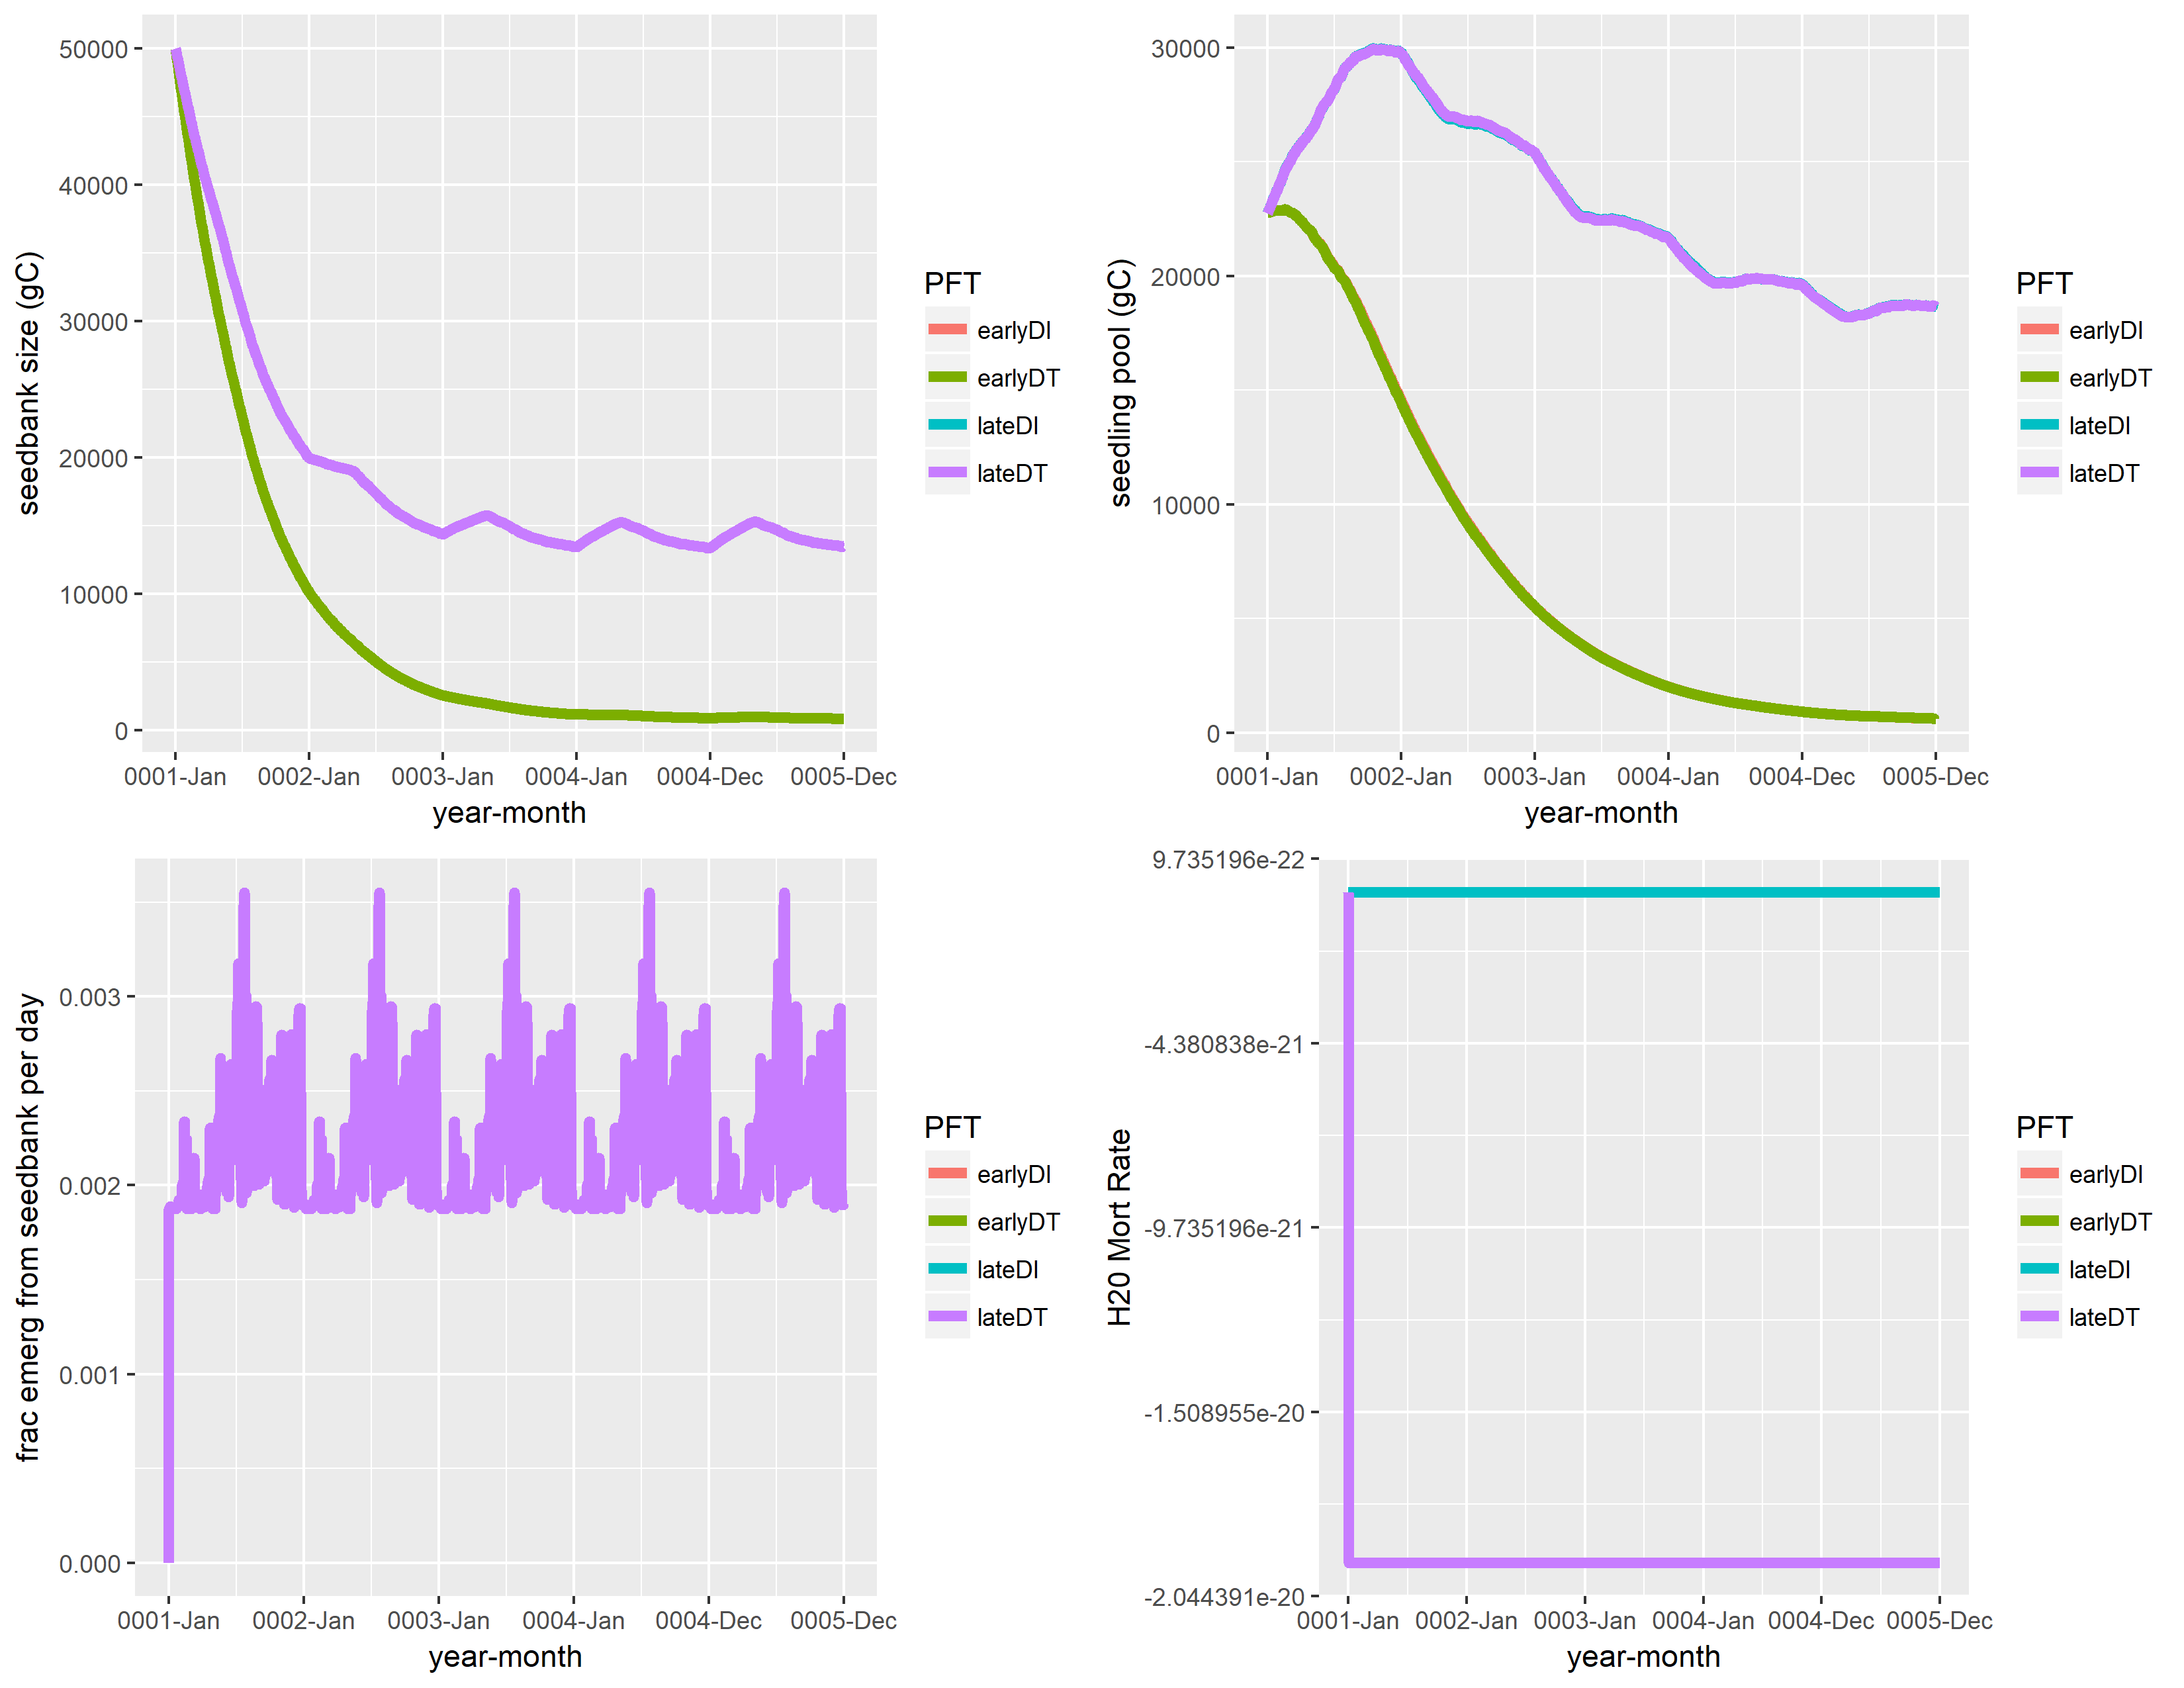 50000
40000
30000
20000
10000
0
seedbank size (gC)
0001-Jan 0002-Jan 0003-Jan 0004-Jan 0004-Dec 0005-Dec
year-month
PFT
earlyDI
earlyDT
lateDI
lateDT
30000
20000
10000
0
seedling pool (gC)
0001-Jan 0002-Jan 0003-Jan 0004-Jan 0004-Dec 0005-Dec
year-month
PFT
earlyDI
earlyDT
lateDI
lateDT
0.003
0.002
0.001
0.000
frac emerg from seedbank per day
0001-Jan 0002-Jan 0003-Jan 0004-Jan 0004-Dec 0005-Dec
year-month
PFT
earlyDI
earlyDT
lateDI
lateDT
9.735196e-22
-4.380838e-21
-9.735196e-21
-1.508955e-20
-2.044391e-20
H20 Mort Rate
0001-Jan 0002-Jan 0003-Jan 0004-Jan 0004-Dec 0005-Dec
year-month
PFT
earlyDI
earlyDT
lateDI
lateDT